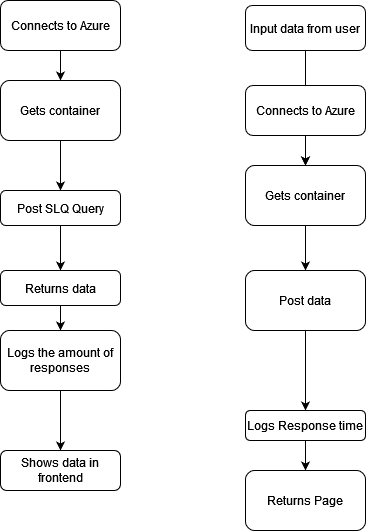 Connects to Azure
Gets container
Post SLQ Query
Returns data
Logs the amount of
responses
Shows data in
frontend
Input data from user
Connects to Azure
Gets container
Post data
Logs Response time
Returns Page